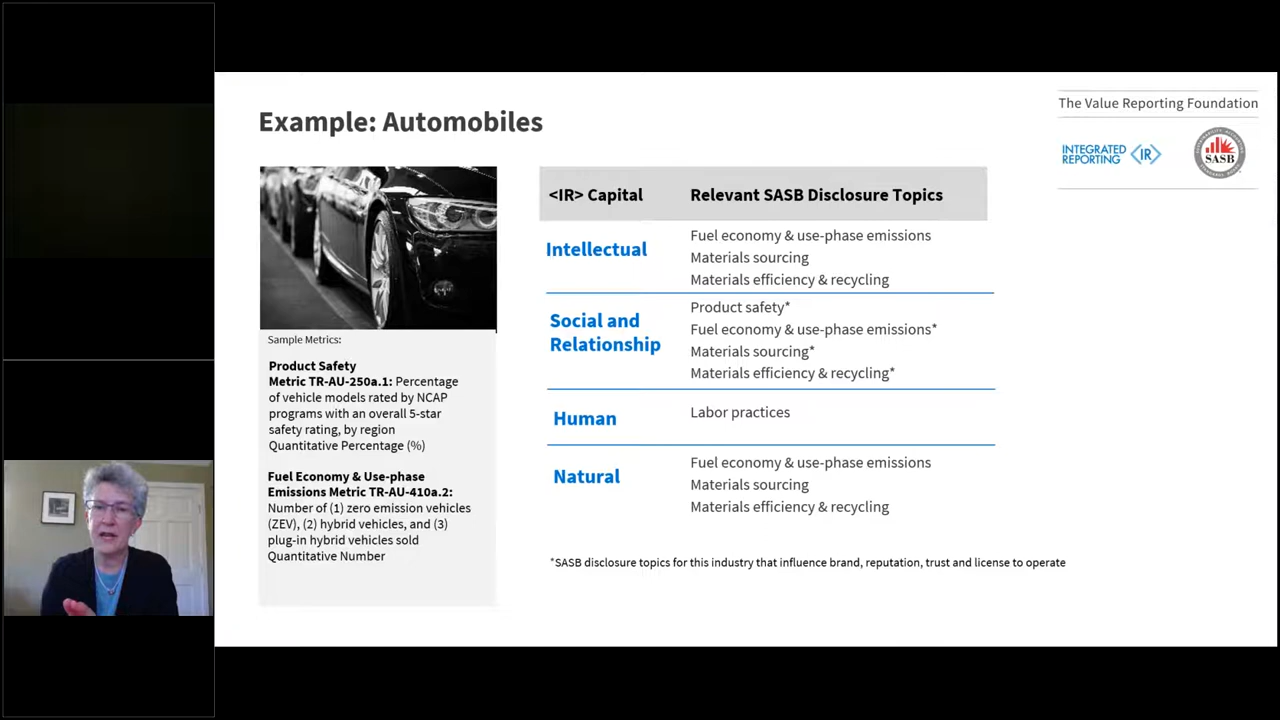 Example: Automobiles
The Value Reporting Foundation
INTEGRATED
REPORTING
<IR>
SASB
Sample Metrics:
Product Safety
Metric TR-AU-250a.1: Percentage
of vehicle models rated by NCAP
programs with an overall 5-star
safety rating, by region
Quantitative Percentage (%)
Fuel Economy & Use-phase
Emissions Metric TR-AU-410a.2:
Number of (1) zero emission vehicles
(ZEV), (2) hybrid vehicles, and (3)
plug-in hybrid vehicles sold
Quantitative Number
<IR> Capital
Relevant SASB Disclosure Topics
Intellectual
Fuel economy & use-phase emissions
Materials sourcing
Materials efficiency & recycling
Social and
Relationship
Product safety*
Fuel economy & use-phase emissions*
Materials sourcing*
Materials efficiency & recycling*
Human
Labor practices
Natural
Fuel economy & use-phase emissions
Materials sourcing
Materials efficiency & recycling
*SASB disclosure topics for this industry that influence brand, reputation, trust and license to operate